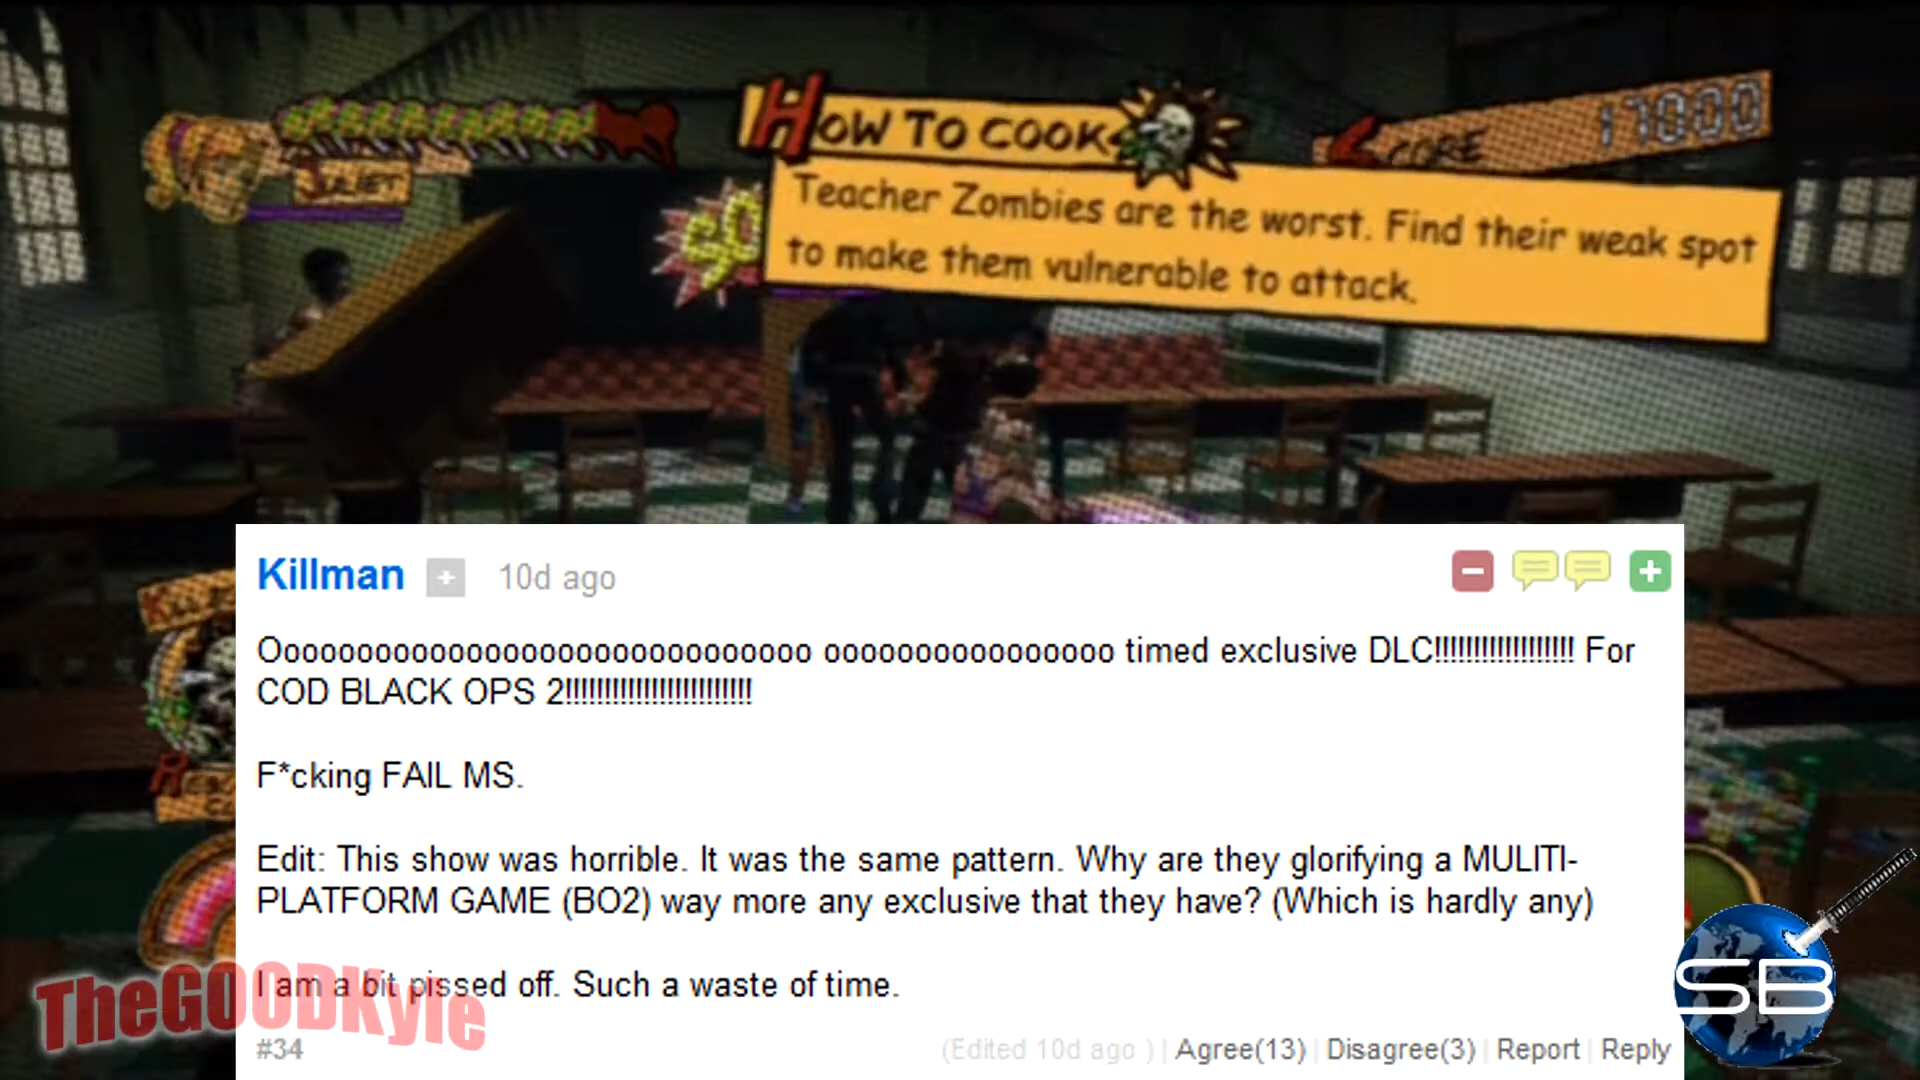 HOW TO COOK
SCORE 17000
JULIET
GO
Teacher Zombies are the worst. Find their weak spot
to make them vulnerable to attack.
Killman + 10d ago
Oooooooooooooooooooooooooooooo oooooooooooooooo timed exclusive DLC!!!!!!!!!!!!!!!!!! For
COD BLACK OPS 2!!!!!!!!!!!!!!!!!!!!!!!!
F*cking FAIL MS.
Edit: This show was horrible. It was the same pattern. Why are they glorifying a MULITI-
PLATFORM GAME (BO2) way more any exclusive that they have? (Which is hardly any)
I am a bit pissed off. Such a waste of time.
TheGOODKyle
#34 (Edited 10d ago ) | Agree(13) | Disagree(3) | Report | Reply
SB